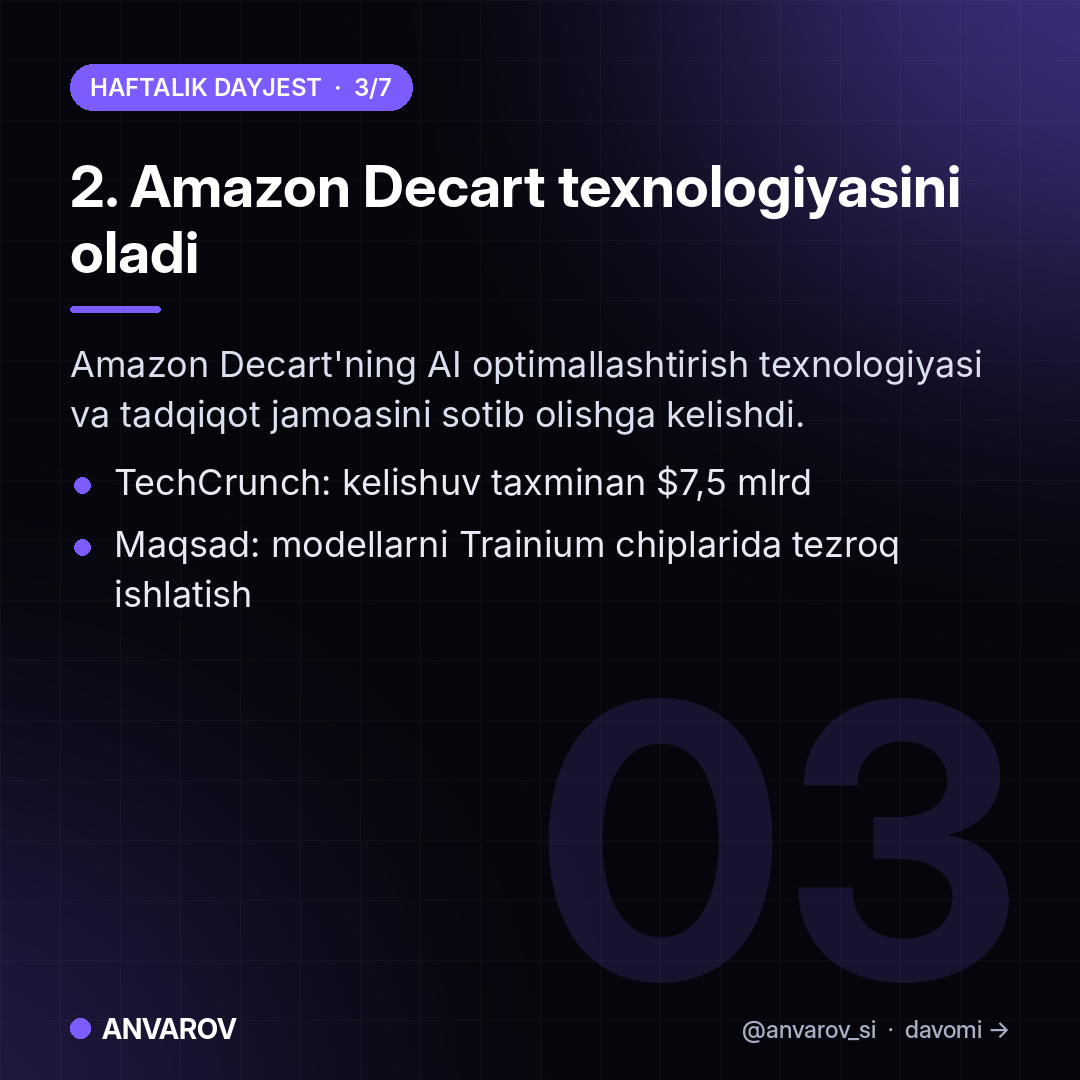 HAFTALIK DAYJEST · 3/7
2. Amazon Decart texnologiyasini
oladi
Amazon Decart'ning AI optimallashtirish texnologiyasi
va tadqiqot jamoasini sotib olishga kelishdi.
TechCrunch: kelishuv taxminan $7,5 mlrd
Maqsad: modellarni Trainium chiplarida tezroq
ishlatish
03
ANVAROV
@anvarov_si · davomi →